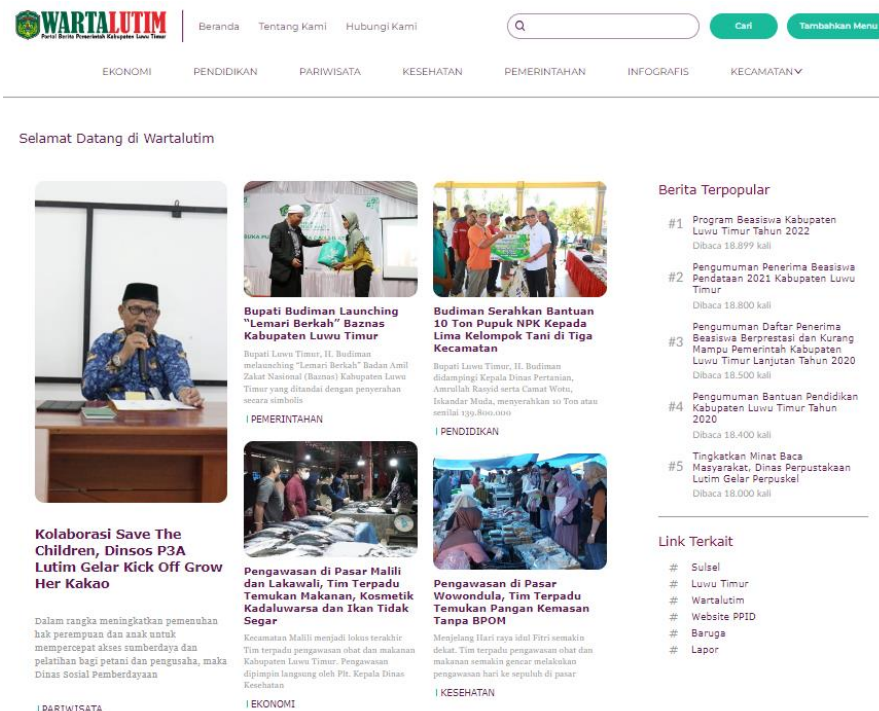 WARTALUTIM
Portal Berita Pemerintah Kabupaten Luwu Timur
Beranda Tentang Kami Hubungi Kami
Cari
Tambahkan Menu
EKONOMI PENDIDIKAN PARIWISATA KESEHATAN PEMERINTAHAN INFOGRAFIS KECAMATAN
Selamat Datang di Wartalutim
Kolaborasi Save The
Children, Dinsos P3A
Lutim Gelar Kick Off Grow
Her Kakao
Dalam rangka meningkatkan pemenuhan
hak perempuan dan anak untuk
mempercepat akses sumberdaya dan
pelatihan bagi petani dan pengusaha, maka
Dinas Sosial Pemberdayaan
PARIWISATA
Bupati Budiman Launching
"Lemari Berkah" Baznas
Kabupaten Luwu Timur
Bupati Luwu Timur, H. Budiman
melaunching "Lemari Berkah" Badan Amil
Zakat Nasional (Baznas) Kabupaten Luwu
Timur yang ditandai dengan penyerahan
secara simbolis
PEMERINTAHAN
Pengawasan di Pasar Malili
dan Lakawali, Tim Terpadu
Temukan Makanan, Kosmetik
Kadaluwarsa dan Ikan Tidak
Segar
Kecamatan Malili menjadi lokus terakhir
Tim terpadu pengawasan obat dan makanan
Kabupaten Luwu Timur. Pengawasan
dipimpin langsung oleh Plt. Kepala Dinas
Kesehatan
EKONOMI
Budiman Serahkan Bantuan
10 Ton Pupuk NPK Kepada
Lima Kelompok Tani di Tiga
Kecamatan
Bupati Luwu Timur, H. Budiman
didampingi Kepala Dinas Pertanian,
Amrullah Rasyid serta Camat Wotu,
Iskandar Muda, menyerahkan 10 Ton atau
senilai 139.800.000
PENDIDIKAN
Pengawasan di Pasar
Wowondula, Tim Terpadu
Temukan Pangan Kemasan
Tanpa BPOM
Menjelang Hari raya idul Fitri semakin
dekat. Tim terpadu pengawasan obat dan
makanan semakin gencar melakukan
pengawasan hari ke sepuluh di pasar
KESEHATAN
Berita Terpopular
#1 Program Beasiswa Kabupaten
Luwu Timur Tahun 2022
Dibaca 18.899 kali
#2 Pengumuman Penerima Beasiswa
Pendataan 2021 Kabupaten Luwu
Timur
Dibaca 18.800 kali
#3 Pengumuman Daftar Penerima
Beasiswa Berprestasi dan Kurang
Mampu Pemerintah Kabupaten
Luwu Timur Lanjutan Tahun 2020
Dibaca 18.500 kali
#4 Pengumuman Bantuan Pendidikan
Kabupaten Luwu Timur Tahun
2020
Dibaca 18.400 kali
#5 Tingkatkan Minat Baca
Masyarakat, Dinas Perpustakaan
Lutim Gelar Perpuskel
Dibaca 18.000 kali
Link Terkait
# Sulsel
# Luwu Timur
# Wartalutim
# Website PPID
# Baruga
# Lapor